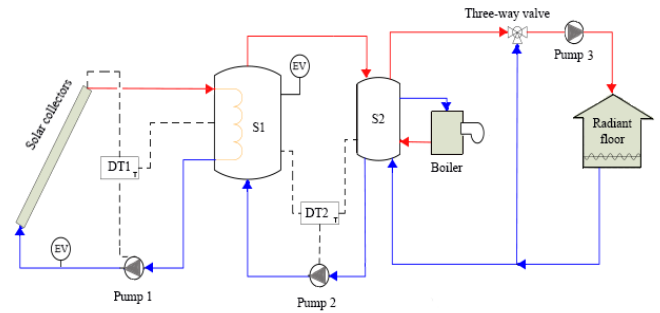 Three-way valve
Pump 3
EV
S1
S2
Solar collectors
DT1
T
Boiler
Radiant
floor
DT2
T
EV
Pump 1
Pump 2